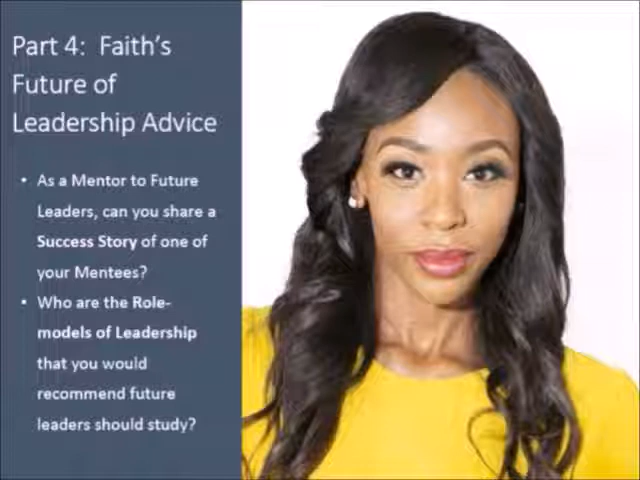 Part 4:  Faith's
Future of
Leadership Advice
• As a Mentor to Future
Leaders, can you share a
Success Story of one of
your Mentees?
• Who are the Role-
models of Leadership
that you would
recommend future
leaders should study?